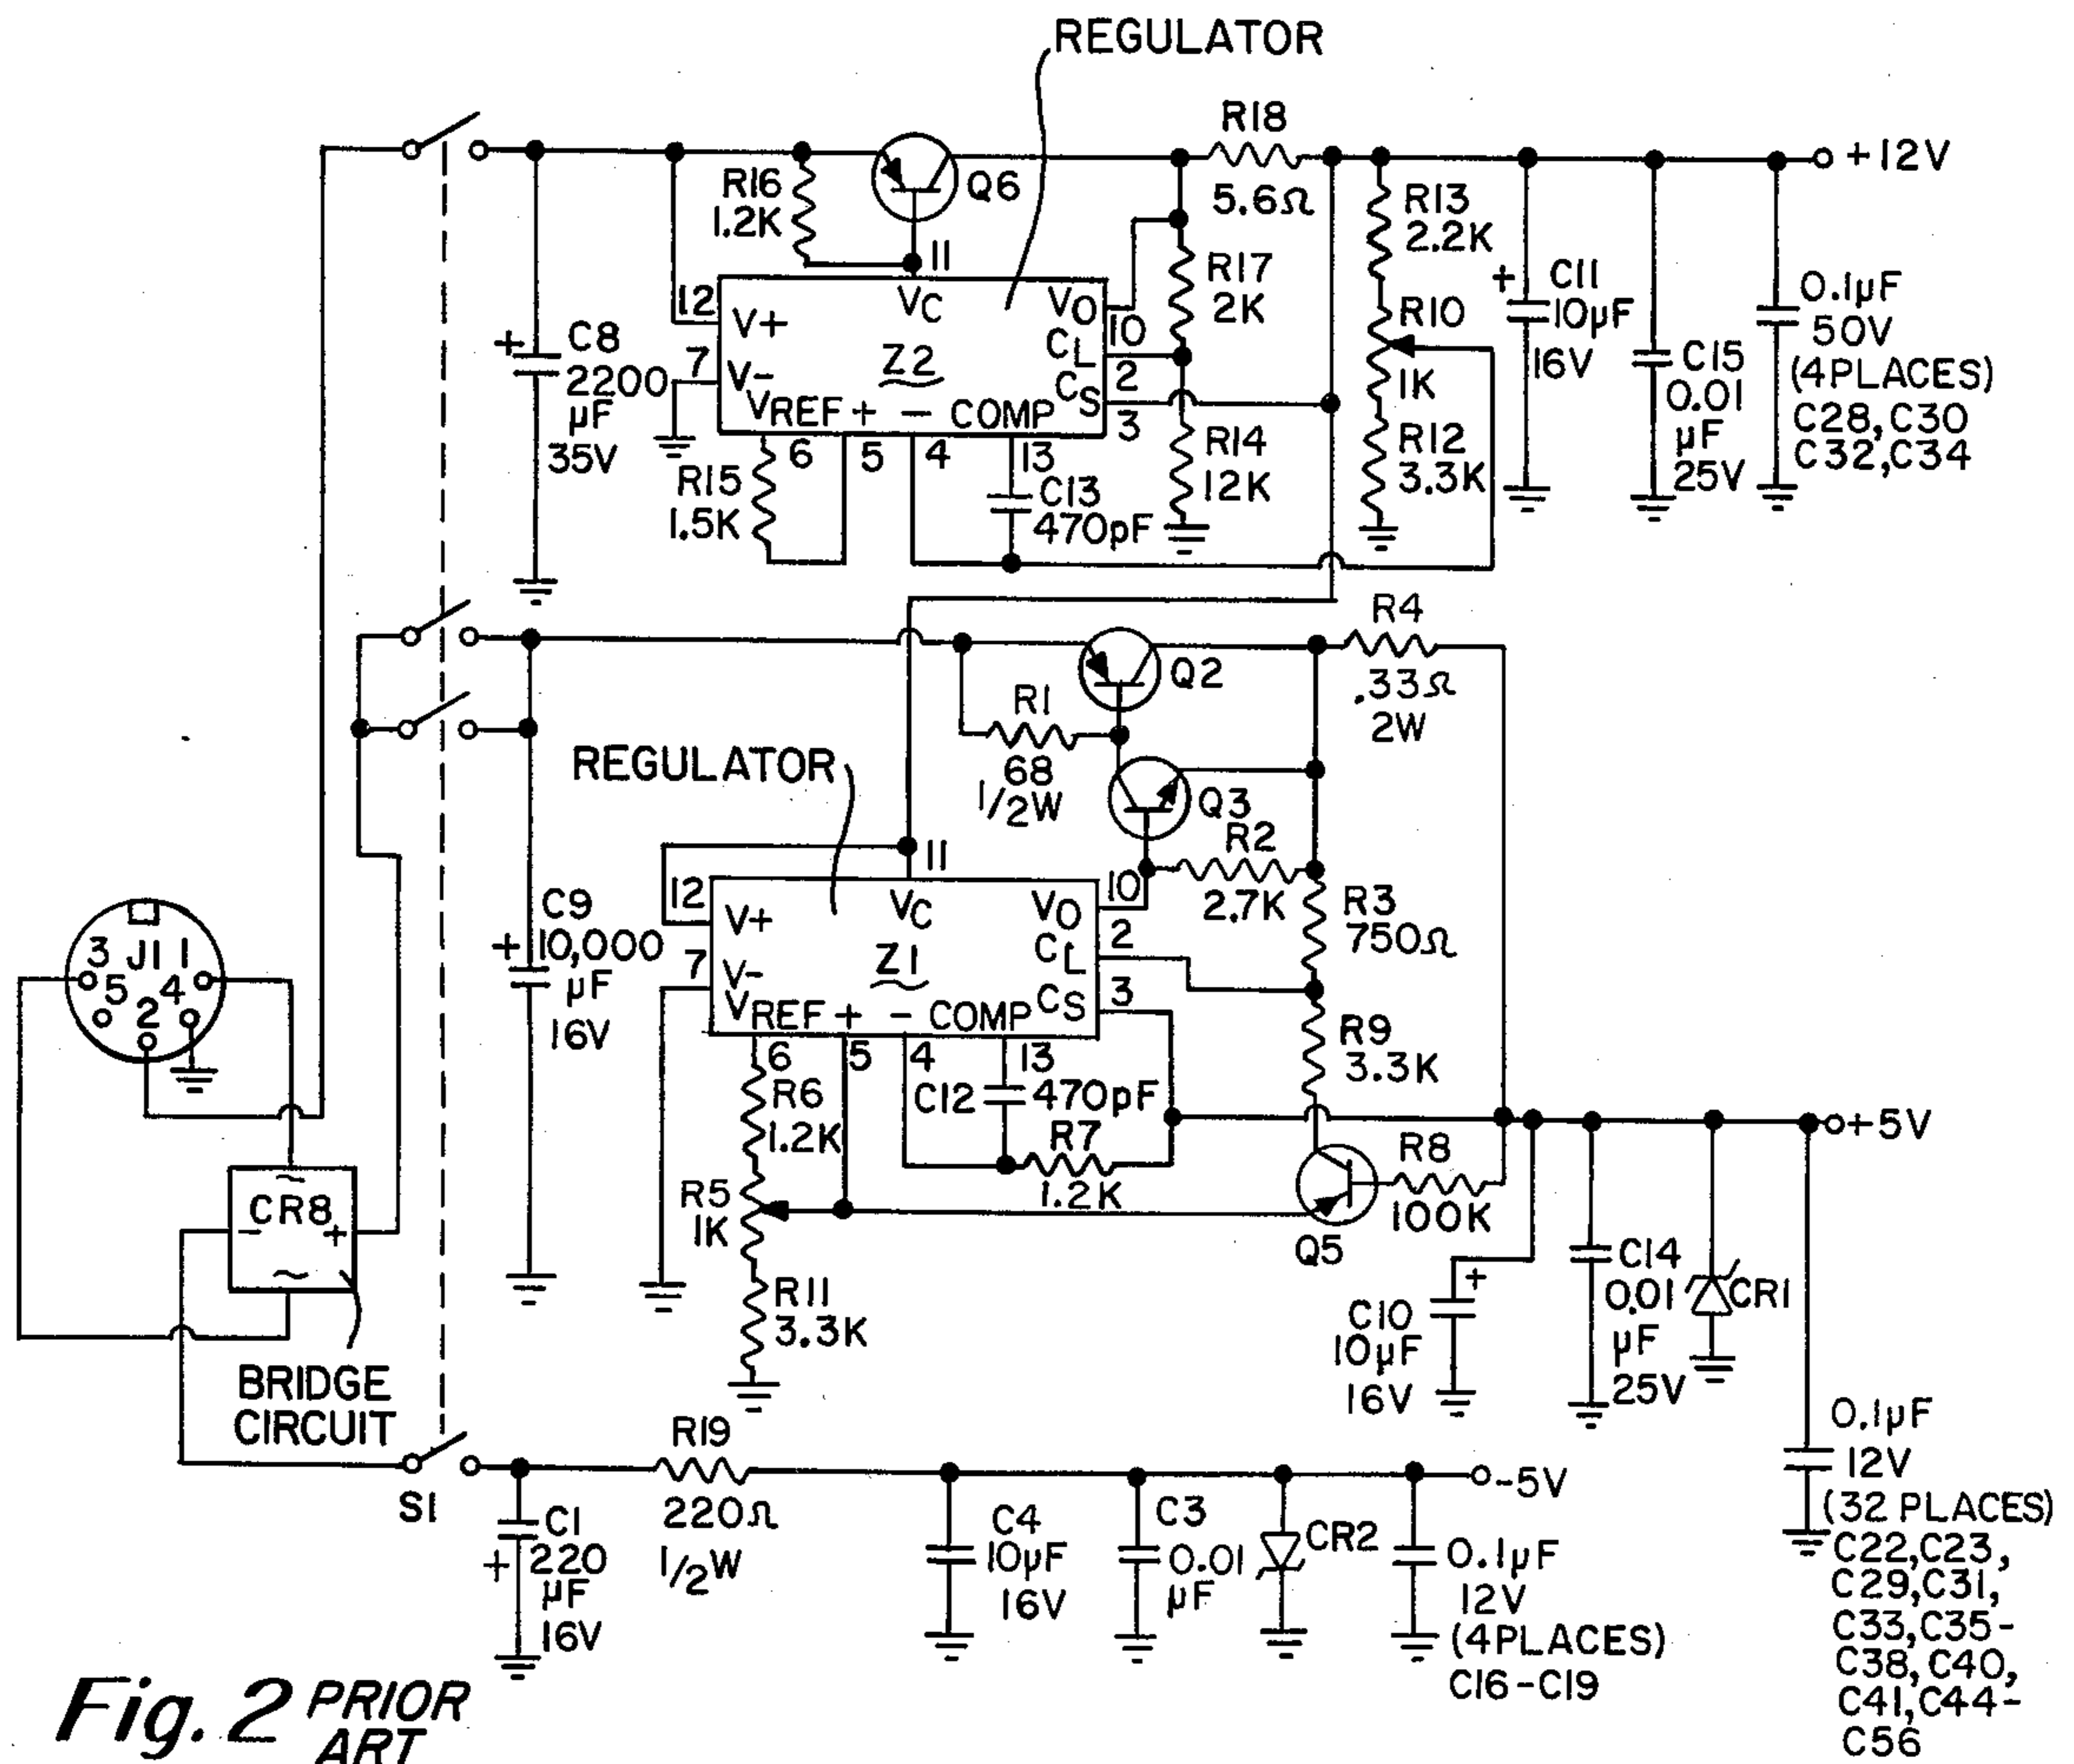 REGULATOR
R18
5.6Ω
+12V
R16
1.2K
Q6
11
R17
2K
R13
2.2K
R10
1K
R12
3.3K
+
C11
10µF
16V
C15
0.01
µF
25V
0.1µF
50V
(4PLACES)
C28,C30
C32,C34
+
C8
2200
µF
35V
12
V+
7
V-
VC
Z2
VO
10
CL
2
CS
3
VREF + - COMP
6
5
4
13
R15
1.5K
C13
470pF
R14
12K
R4
.33Ω
2W
Q2
R1
68
1/2W
Q3
R2
2.7K
REGULATOR
11
12
V+
7
V-
VC
Z1
VO
10
CL
2
CS
3
VREF + - COMP
6
5
4
13
R3
750Ω
R9
3.3K
C9
+10,000
µF
16V
3 J1 1
5 4
2
R6
1.2K
C12
470pF
R7
1.2K
R5
1K
R11
3.3K
R8
100K
Q5
+5V
+
C10
10µF
16V
C14
0.01
µF
25V
CR1
~
CR8
- +
~
BRIDGE
CIRCUIT
S1
R19
220Ω
1/2W
+
C1
220
µF
16V
C4
10µF
16V
C3
0.01
µF
CR2
-5V
0.1µF
12V
(4PLACES)
C16-C19
0.1µF
12V
(32 PLACES)
C22,C23,
C29,C31,
C33,C35-
C38,C40,
C41,C44-
C56
Fig. 2 PRIOR
ART